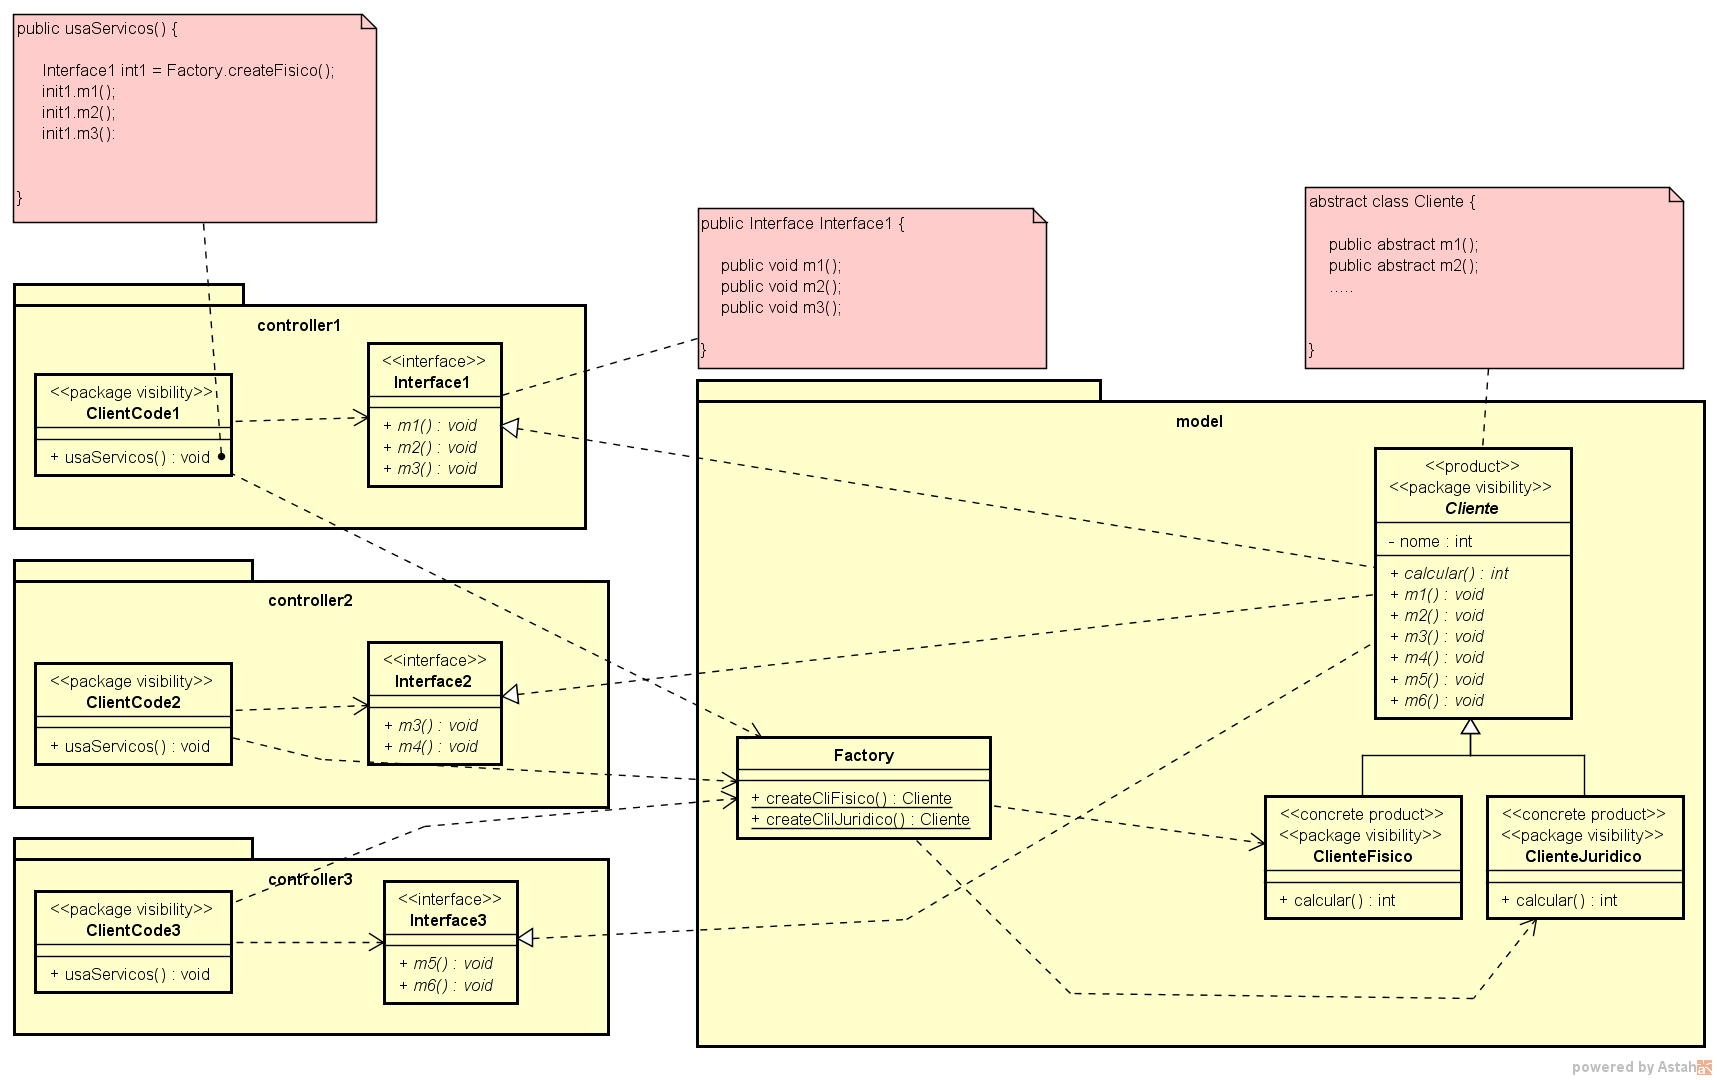 public usaServicos() {
Interface1 int1 = Factory.createFisico();
init1.m1();
init1.m2();
init1.m3():
}
public Interface Interface1 {
public void m1();
public void m2();
public void m3();
}
abstract class Cliente {
public abstract m1();
public abstract m2();
.....
}
controller1
<<package visibility>>
ClientCode1
+ usaServicos() : void
<<interface>>
Interface1
+ m1() : void
+ m2() : void
+ m3() : void
controller2
<<package visibility>>
ClientCode2
+ usaServicos() : void
<<interface>>
Interface2
+ m3() : void
+ m4() : void
controller3
<<package visibility>>
ClientCode3
+ usaServicos() : void
<<interface>>
Interface3
+ m5() : void
+ m6() : void
model
<<product>>
<<package visibility>>
Cliente
- nome : int
+ calcular() : int
+ m1() : void
+ m2() : void
+ m3() : void
+ m4() : void
+ m5() : void
+ m6() : void
Factory
+ createCliFisico() : Cliente
+ createCliIJuridico() : Cliente
<<concrete product>>
<<package visibility>>
ClienteFisico
+ calcular() : int
<<concrete product>>
<<package visibility>>
ClienteJuridico
+ calcular() : int
powered by Astah